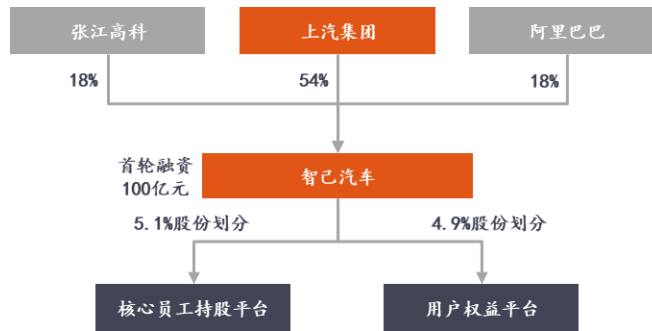 张江高科
上汽集团
阿里巴巴
18%
54%
18%
首轮融资
100亿元
智己汽车
5.1%股份划分
4.9%股份划分
核心员工持股平台
用户权益平台